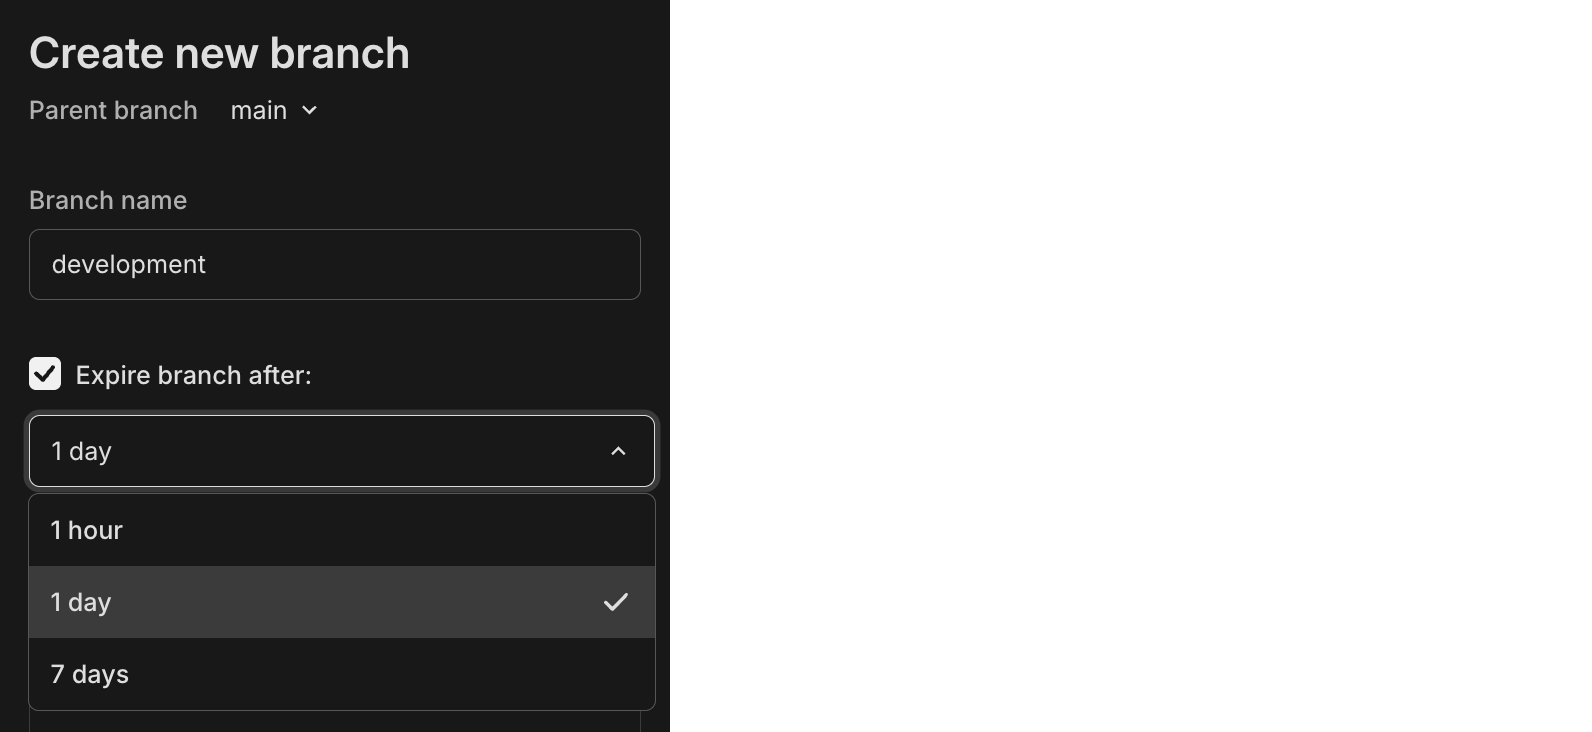 Create new branch
Parent branch main
Branch name
development
Expire branch after:
1 day
1 hour
1 day
7 days